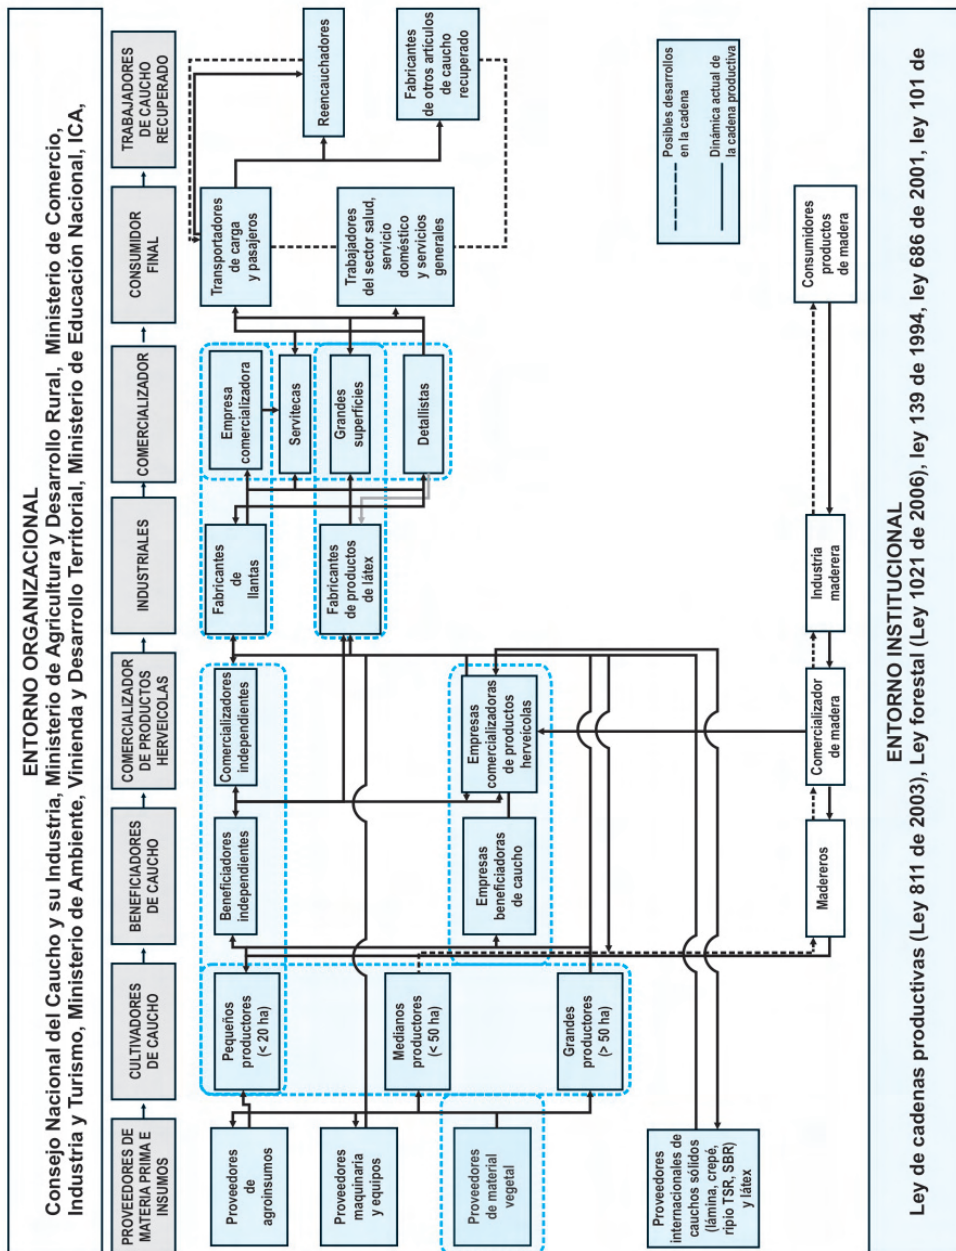 ENTORNO ORGANIZACIONAL
Consejo Nacional del Caucho y su Industria, Ministerio de Agricultura y Desarrollo Rural, Ministerio de Comercio,
Industria y Turismo, Ministerio de Ambiente, Vinienda y Desarrollo Territorial, Ministerio de Educación Nacional, ICA,
PROVEEDORES DE
MATERIA PRIMA E
INSUMOS
CULTIVADORES
DE CAUCHO
BENEFICIADORES
DE CAUCHO
COMERCIALIZADOR
DE PRODUCTOS
HERVEICOLAS
INDUSTRIALES
COMERCIALIZADOR
CONSUMIDOR
FINAL
TRABAJADORES
DE CAUCHO
RECUPERADO
Proveedores
de
agroinsumos
Proveedores
maquinaria
y equipos
Proveedores
de material
vegetal
Proveedores
internacionales de
cauchos sólidos
(lámina, crepé,
ripio TSR, SBR)
y látex
Pequeños
productores
(< 20 ha)
Medianos
productores
(< 50 ha)
Grandes
productores
(> 50 ha)
Beneficiadores
independientes
Empresas
beneficiadoras
de caucho
Madereros
Comercializadores
independientes
Empresas
comercializadoras
de productos
herveícolas
Comercializador
de madera
Fabricantes
de
llantas
Fabricantes
de productos
de látex
Industria
maderera
Empresa
comercializadora
Servitecas
Grandes
superfícies
Detallistas
Transportadores
de carga
y pasajeros
Trabajadores
del sector salud,
servicio
doméstico
y servicios
generales
Consumidores
productos
de madera
Reencauchadores
Fabricantes
de otros artículos
de caucho
recuperado
Posibles desarrollos
en la cadena
Dinámica actual de
la cadena productiva
ENTORNO INSTITUCIONAL
Ley de cadenas productivas (Ley 811 de 2003), Ley forestal (Ley 1021 de 2006), ley 139 de 1994, ley 686 de 2001, ley 101 de